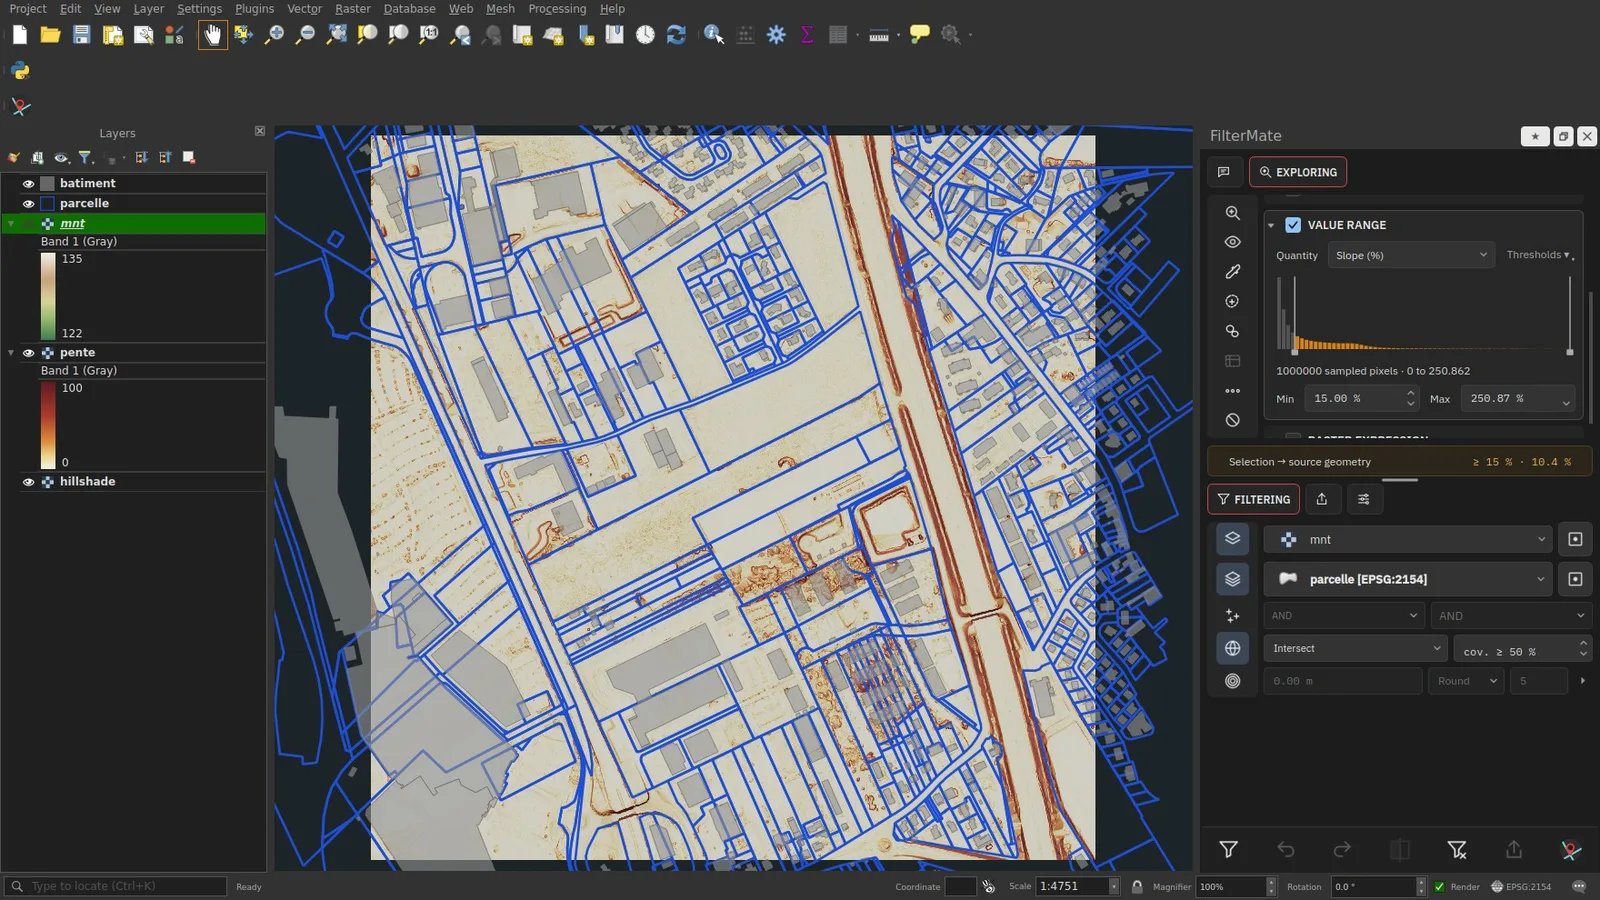 Project Edit View Layer Settings Plugins Vector Raster Database Web Mesh Processing Help
Layers
batiment
parcelle
mnt
Band 1 (Gray)
135
122
pente
Band 1 (Gray)
100
0
hillshade
FilterMate
EXPLORING
VALUE RANGE
Quantity Slope (%) Thresholds
1000000 sampled pixels · 0 to 250.862
Min 15.00 % Max 250.87 %
RASTER EXPRESSION
Selection → source geometry ≥ 15 % · 10.4 %
FILTERING
mnt
parcelle [EPSG:2154]
AND AND
Intersect cov. ≥ 50 %
0.00 m Round 5
Type to locate (Ctrl+K) Ready Coordinate Scale 1:4751 Magnifier 100% Rotation 0.0 ° Render EPSG:2154